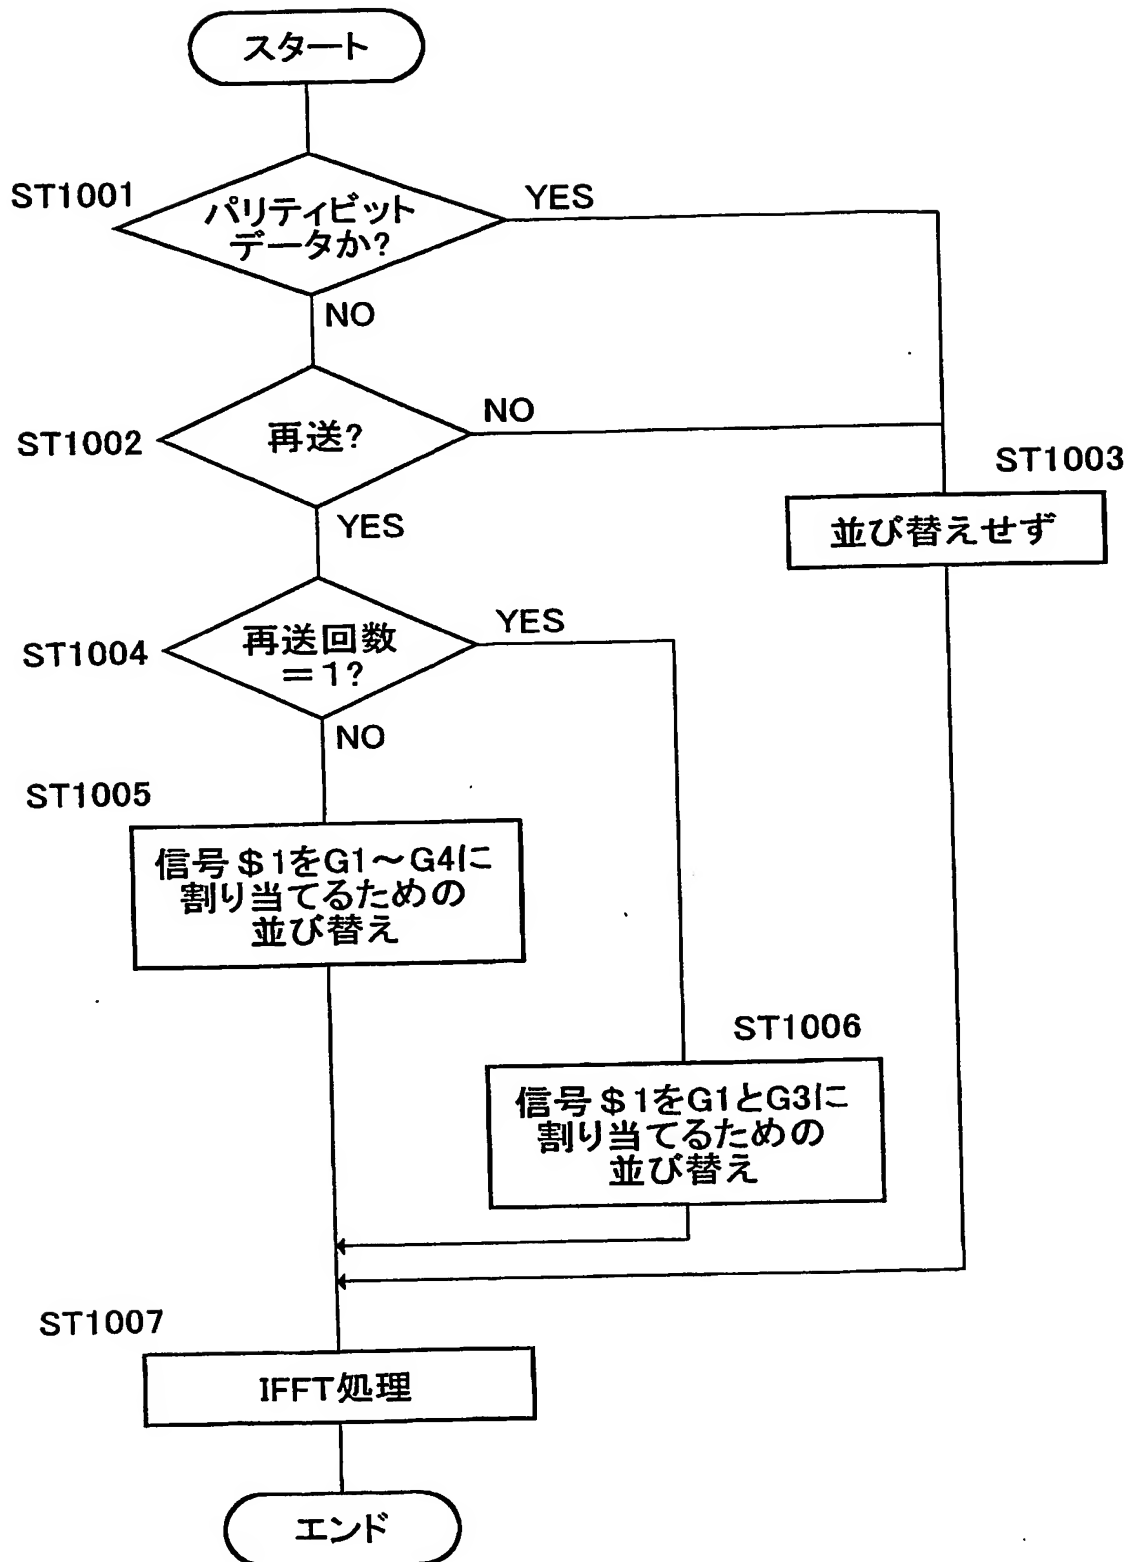 スタート
ST1001
パリティビット
データか?
YES
NO
ST1002
再送?
NO
YES
ST1003
並び替えせず
ST1004
再送回数
=1?
YES
NO
ST1005
信号$1をG1~G4に
割り当てるための
並び替え
ST1006
信号$1をG1とG3に
割り当てるための
並び替え
ST1007
IFFT処理
エンド